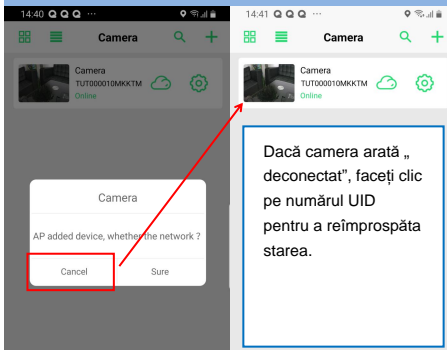 14:40 Q Q Q ···
Camera
Camera
TUT000010MKKTM
Online
Camera
AP added device, whether the network ?
Cancel
Sure
14:41 Q Q Q ···
Camera
Camera
TUT000010MKKTM
Online
Dacă camera arată „
deconectat", faceți clic
pe numărul UID
pentru a reîmprospăta
starea.